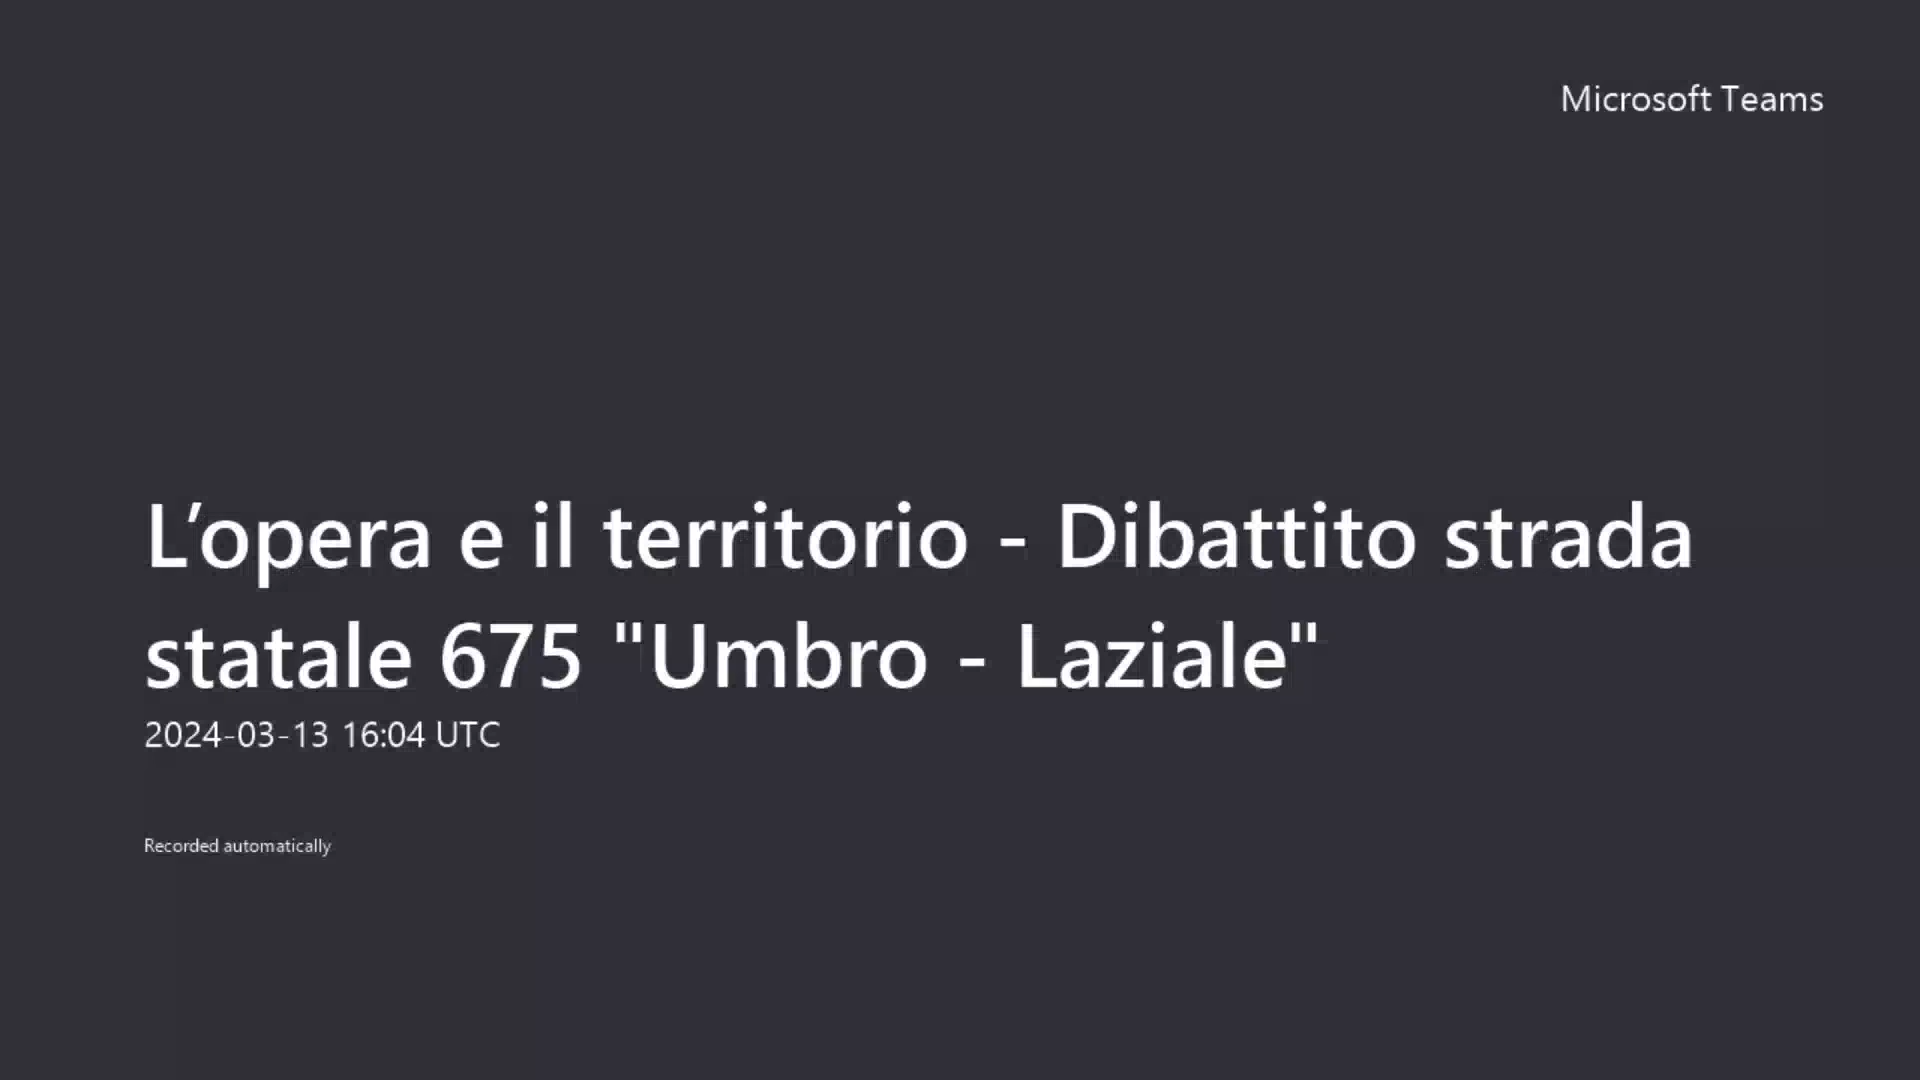 Microsoft Teams
L’opera e il territorio - Dibattito strada
statale 675 "Umbro - Laziale"
2024-03-13 16:04 UTC
Recorded automatically